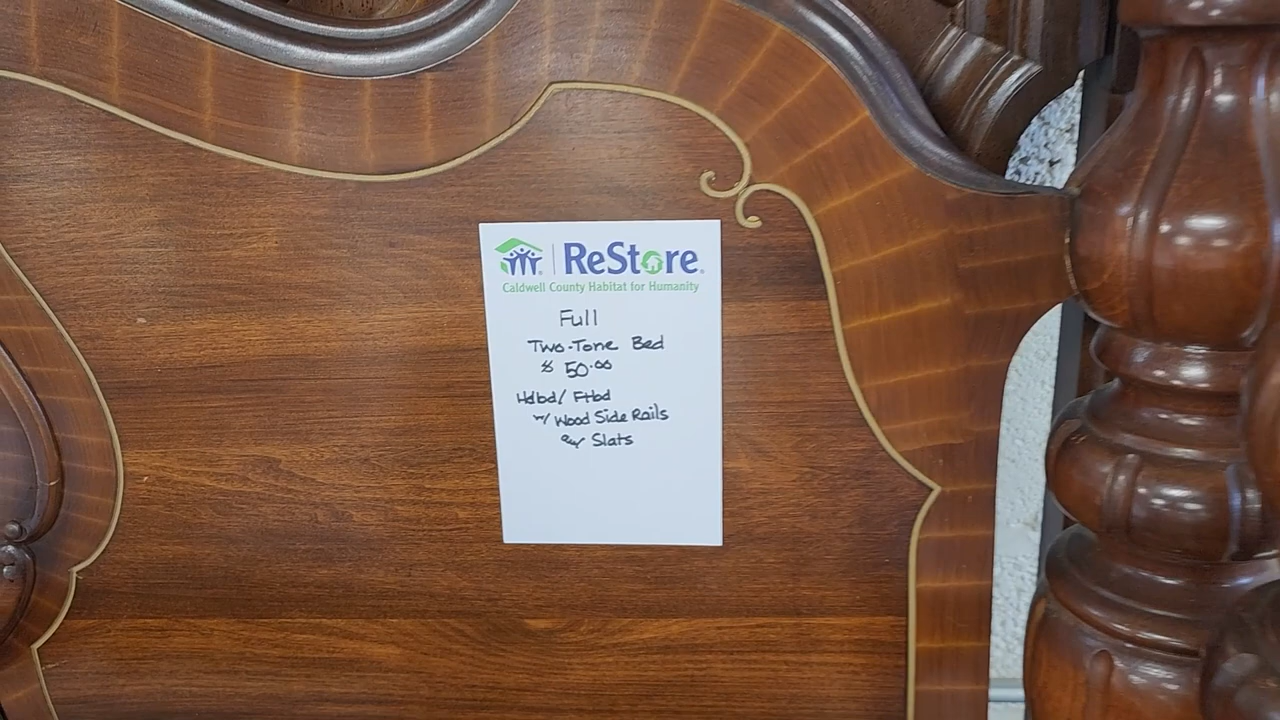 ReStore
Caldwell County Habitat for Humanity
Full
Two-Tone Bed
$ 50.00
Hdbd/ Ftbd
w/ Wood Side Rails
w/ Slats